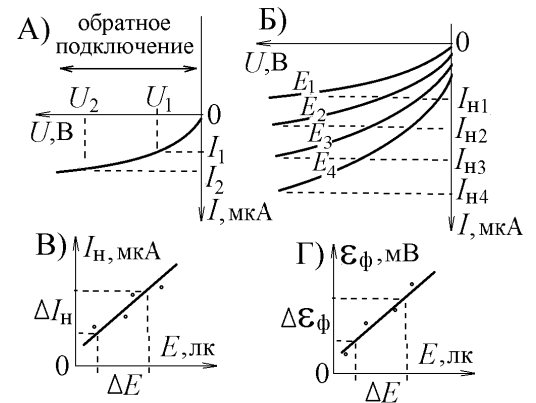 А)
обратное
подключение
U₂ U₁ 0
U,В
I₁
I₂
I,мкА
Б)
0
U,В
E₁
E₂
E₃
E₄
Iн1
Iн2
Iн3
Iн4
I,мкА
В) Iн,мкА
ΔIн
0
E,лк
ΔE
Г) εф,мВ
Δεф
0
E,лк
ΔE